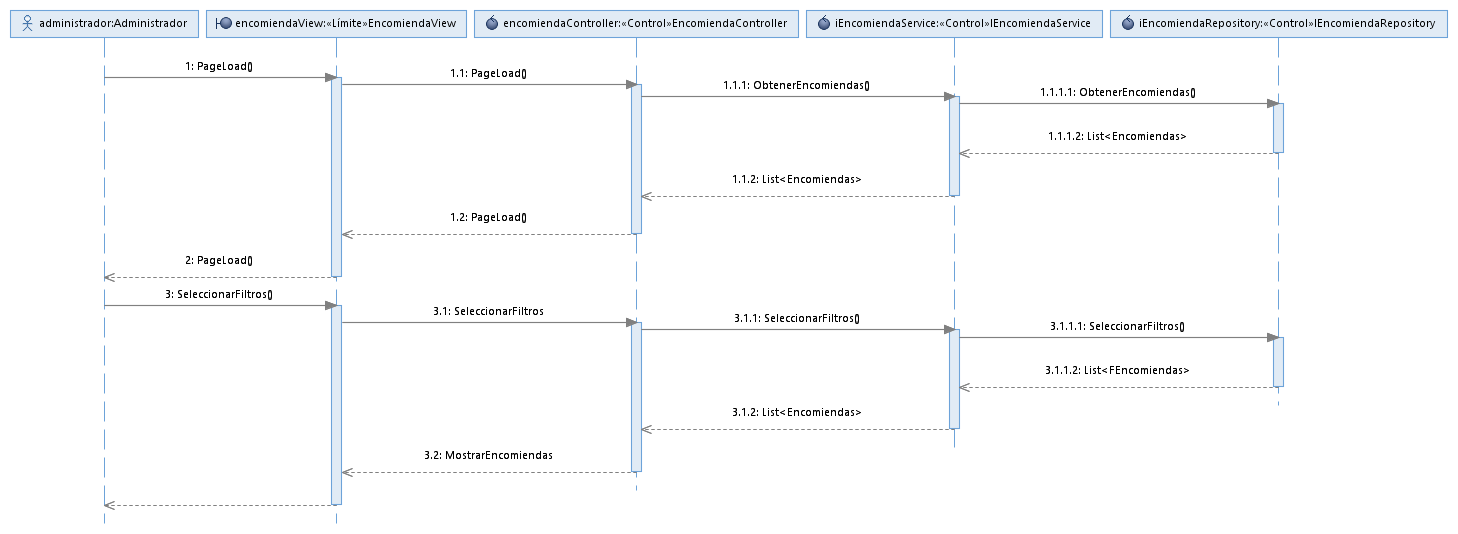 administrador:Administrador
encomiendaView:«Límite»EncomiendaView
encomiendaController:«Control»EncomiendaController
iEncomiendaService:«Control»IEncomiendaService
iEncomiendaRepository:«Control»IEncomiendaRepository
1: PageLoad()
1.1: PageLoad()
1.1.1: ObtenerEncomiendas()
1.1.1.1: ObtenerEncomiendas()
1.1.1.2: List<Encomiendas>
1.1.2: List<Encomiendas>
1.2: PageLoad()
2: PageLoad()
3: SeleccionarFiltros()
3.1: SeleccionarFiltros
3.1.1: SeleccionarFiltros()
3.1.1.1: SeleccionarFiltros()
3.1.1.2: List<FEncomiendas>
3.1.2: List<Encomiendas>
3.2: MostrarEncomiendas